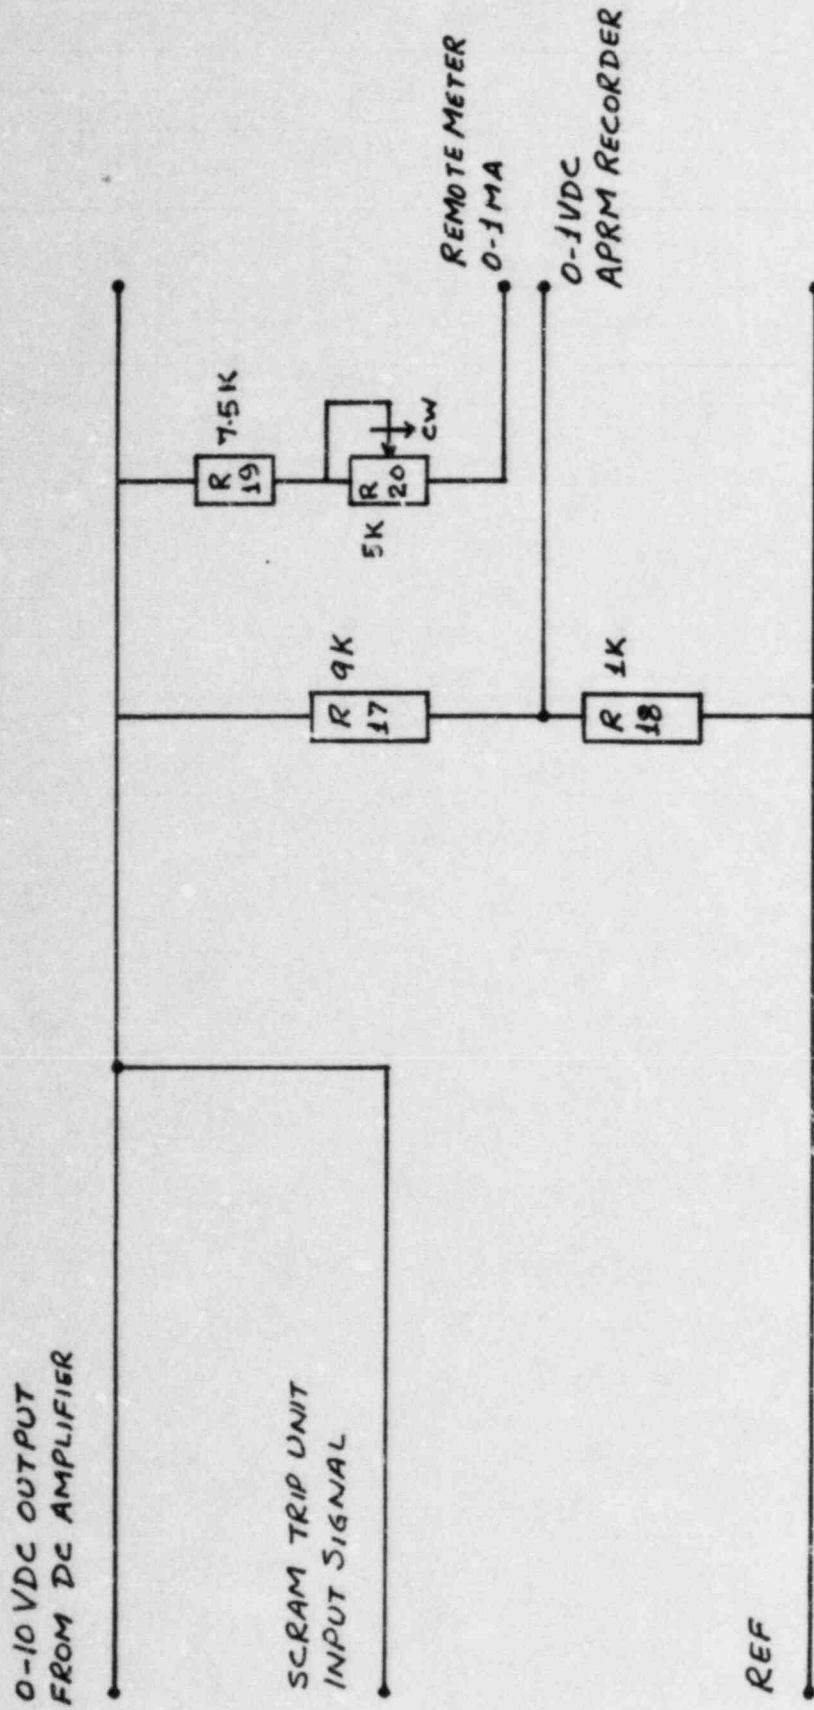 0-10 VDC OUTPUT
FROM DC AMPLIFIER
SCRAM TRIP UNIT
INPUT SIGNAL
REF
R
17
9K
R
18
1K
R
19
7.5K
R
20
5K
CW
REMOTE METER
0-1MA
0-1VDC
APRM RECORDER